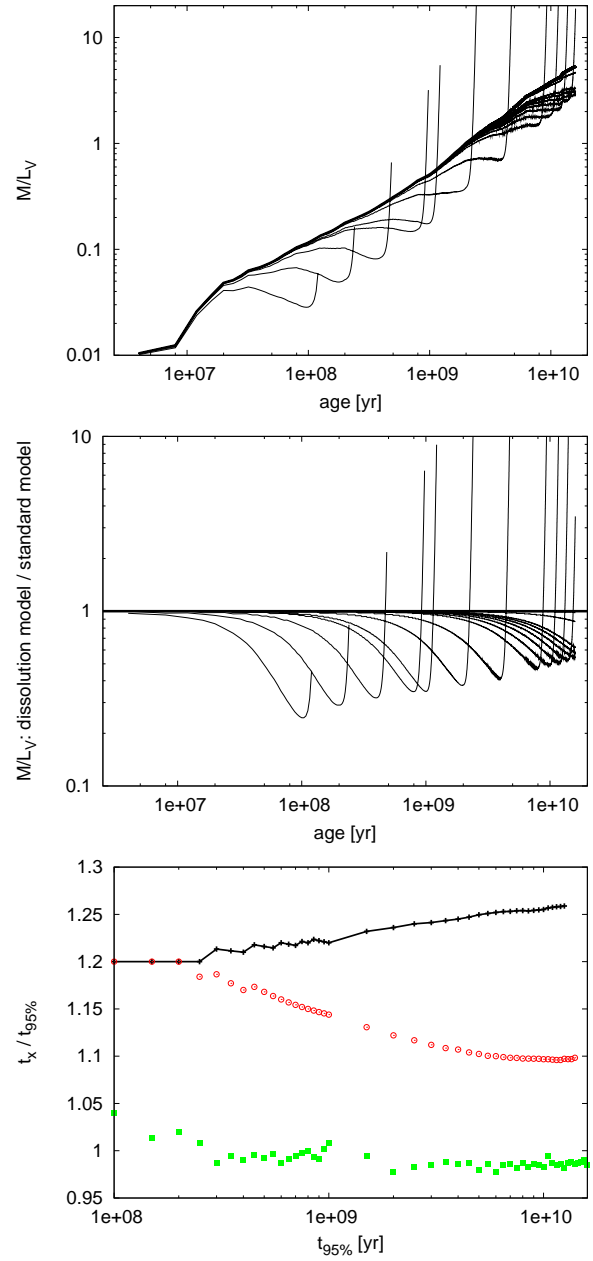 10
1
0.1
0.01
M/L_V
1e+07 1e+08 1e+09 1e+10
age [yr]
10
1
0.1
M/L_V: dissolution model / standard model
1e+07 1e+08 1e+09 1e+10
age [yr]
1.3
1.25
1.2
1.15
1.1
1.05
1
0.95
t_x / t_95%
1e+08 1e+09 1e+10
t_95% [yr]